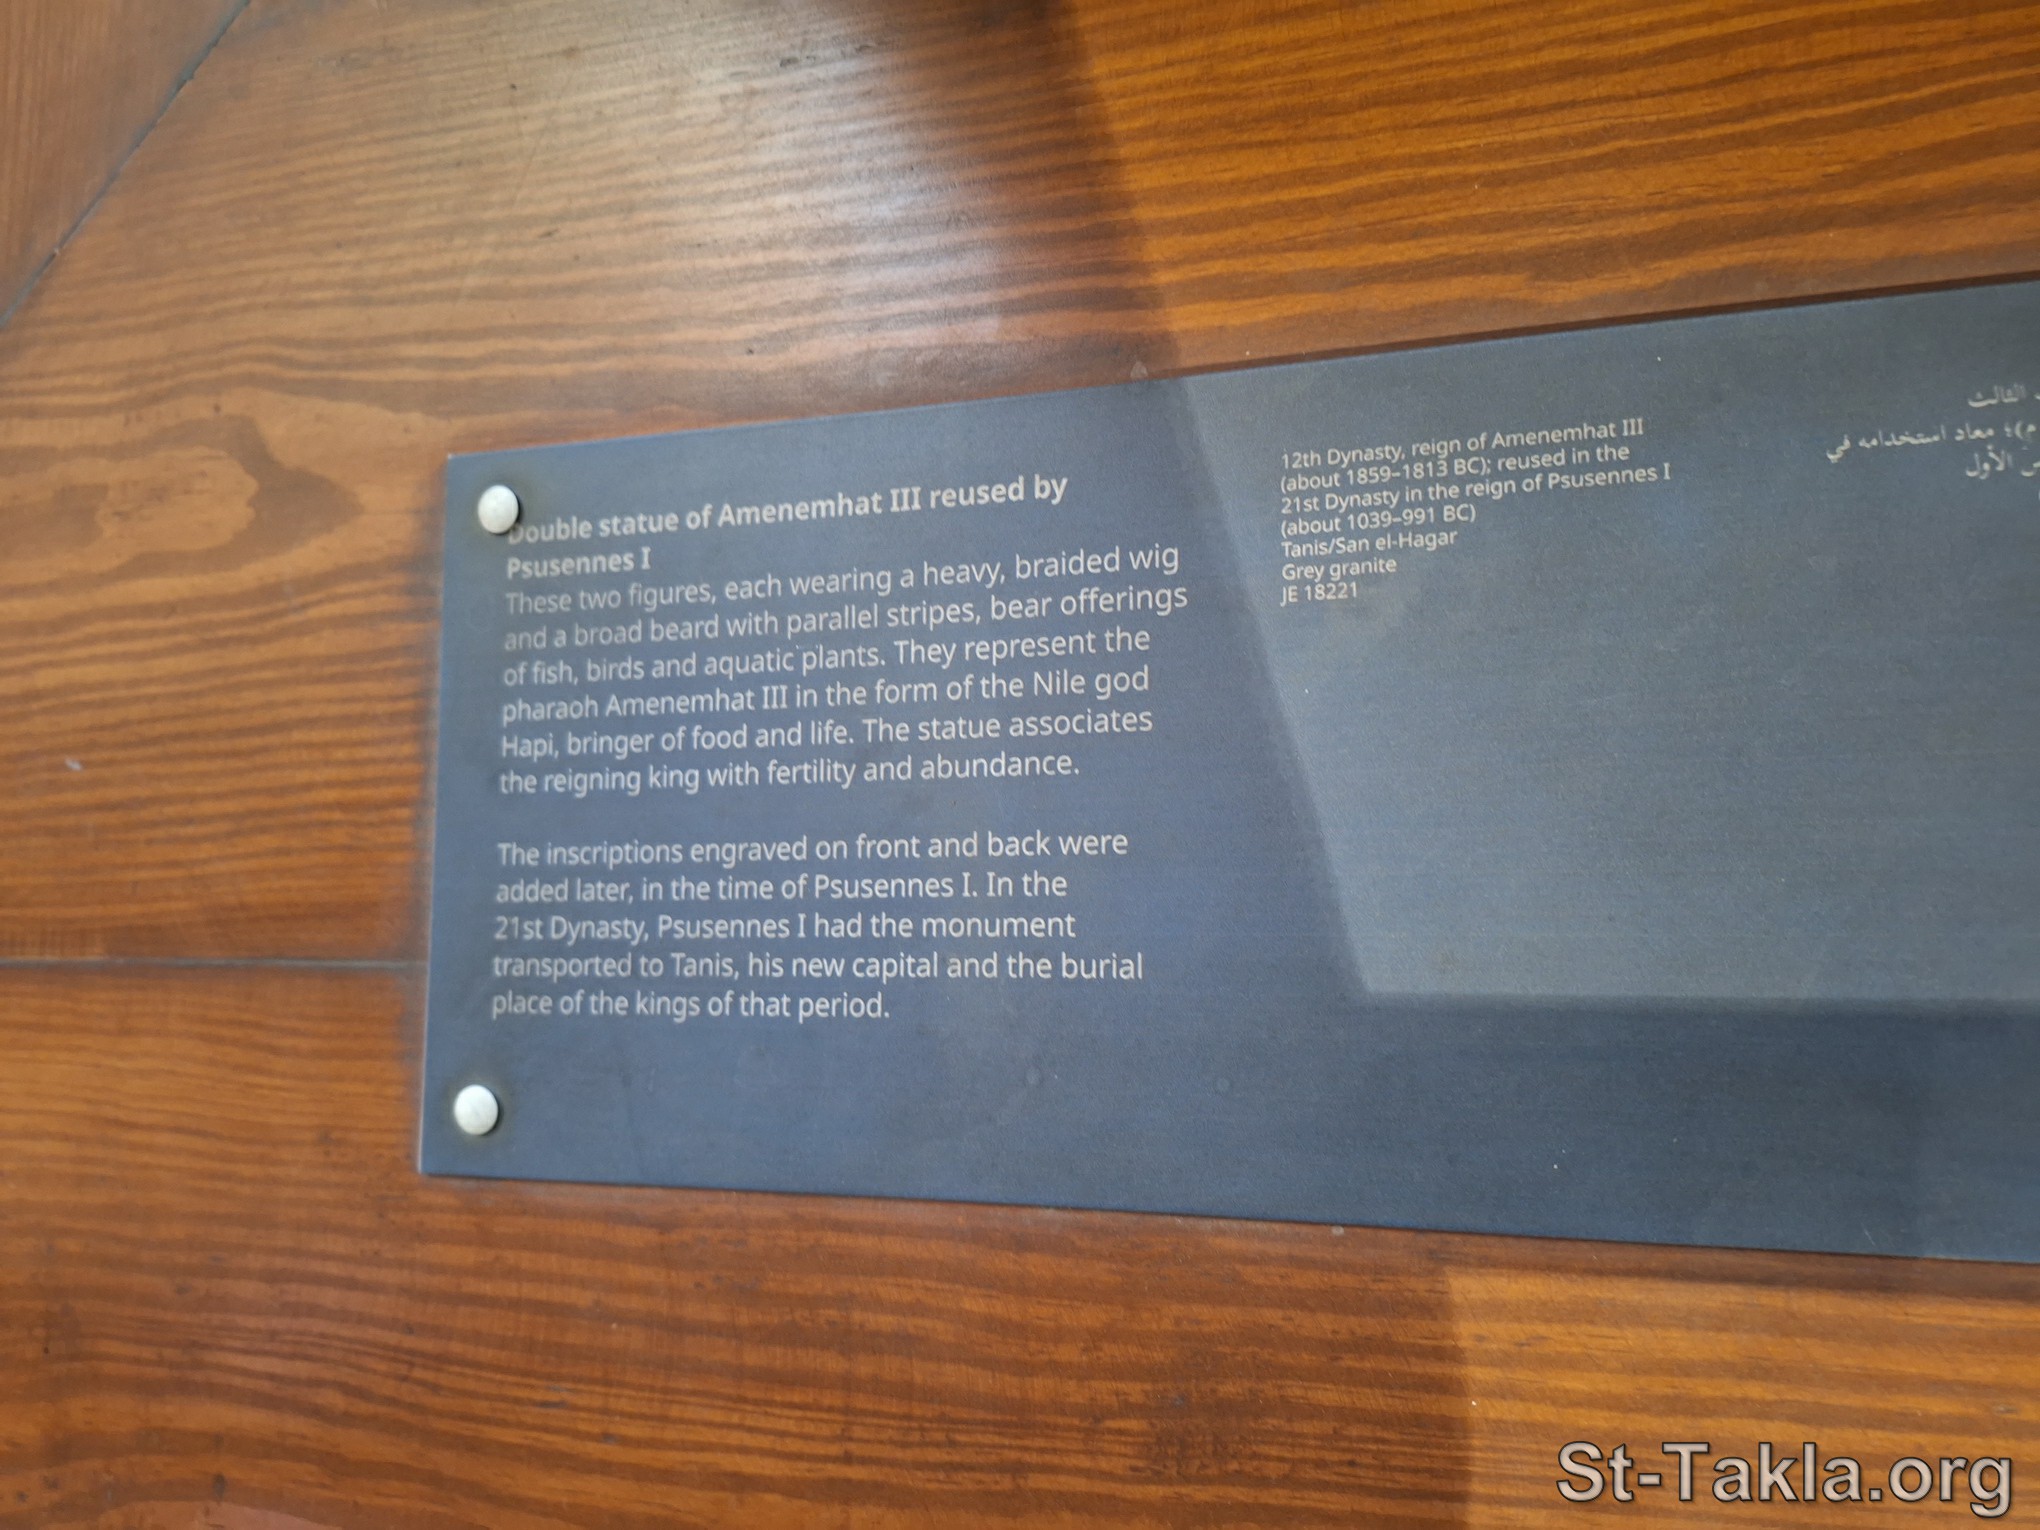 Double statue of Amenemhat III reused by
Psusennes I
These two figures, each wearing a heavy, braided wig
and a broad beard with parallel stripes, bear offerings
of fish, birds and aquatic plants. They represent the
pharaoh Amenemhat III in the form of the Nile god
Hapi, bringer of food and life. The statue associates
the reigning king with fertility and abundance.
The inscriptions engraved on front and back were
added later, in the time of Psusennes I. In the
21st Dynasty, Psusennes I had the monument
transported to Tanis, his new capital and the burial
place of the kings of that period.
12th Dynasty, reign of Amenemhat III
(about 1859–1813 BC); reused in the
21st Dynasty in the reign of Psusennes I
(about 1039–991 BC)
Tanis/San el-Hagar
Grey granite
JE 18221
الثالث
م)؛ معاد استخدامه في
الأول
St-Takla.org